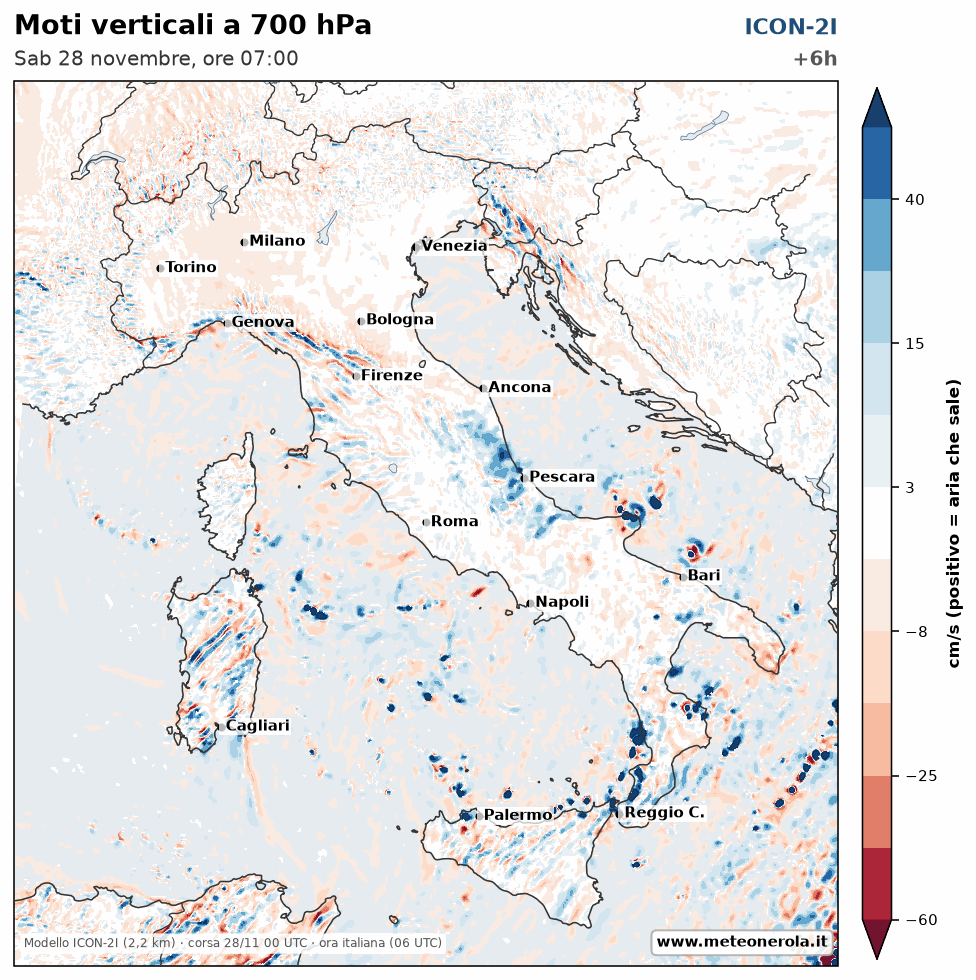 Moti verticali a 700 hPa
ICON-2I
Sab 28 novembre, ore 07:00
+6h
40
15
3
−8
−25
−60
cm/s (positivo = aria che sale)
Milano
Venezia
Torino
Genova
Bologna
Firenze
Ancona
Pescara
Roma
Bari
Napoli
Cagliari
Palermo
Reggio C.
Modello ICON-2I (2,2 km) · corsa 28/11 00 UTC · ora italiana (06 UTC)
www.meteonerola.it